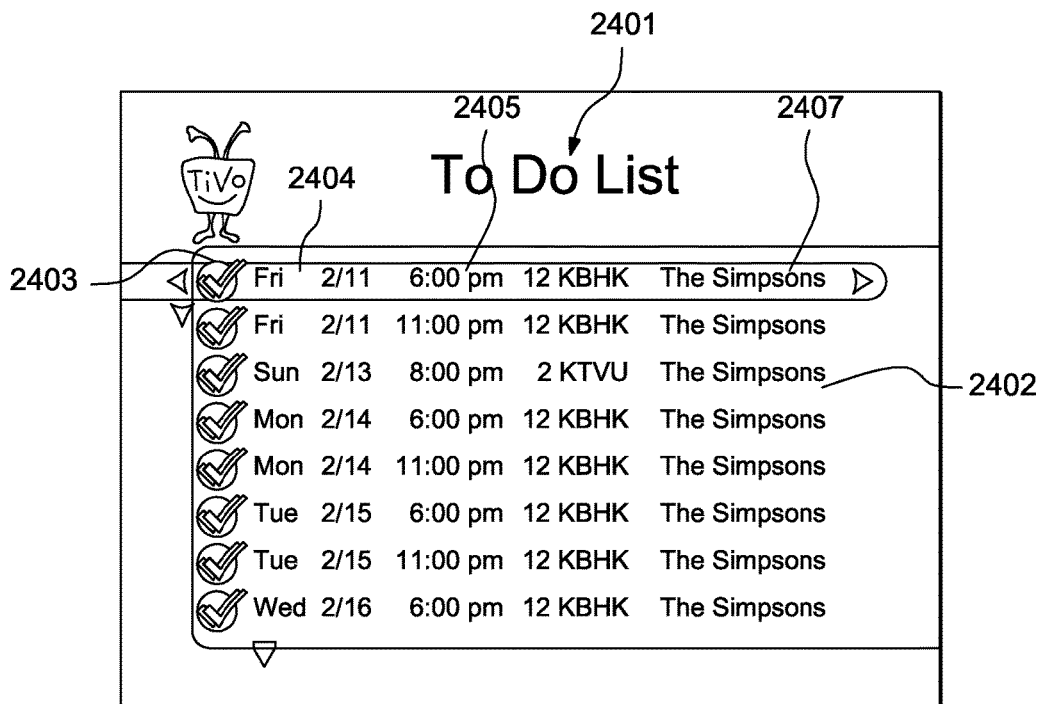 2401
2405 2407
TiVo 2404 To Do List
2403 Fri 2/11 6:00 pm 12 KBHK The Simpsons
Fri 2/11 11:00 pm 12 KBHK The Simpsons
Sun 2/13 8:00 pm 2 KTVU The Simpsons
2402
Mon 2/14 6:00 pm 12 KBHK The Simpsons
Mon 2/14 11:00 pm 12 KBHK The Simpsons
Tue 2/15 6:00 pm 12 KBHK The Simpsons
Tue 2/15 11:00 pm 12 KBHK The Simpsons
Wed 2/16 6:00 pm 12 KBHK The Simpsons